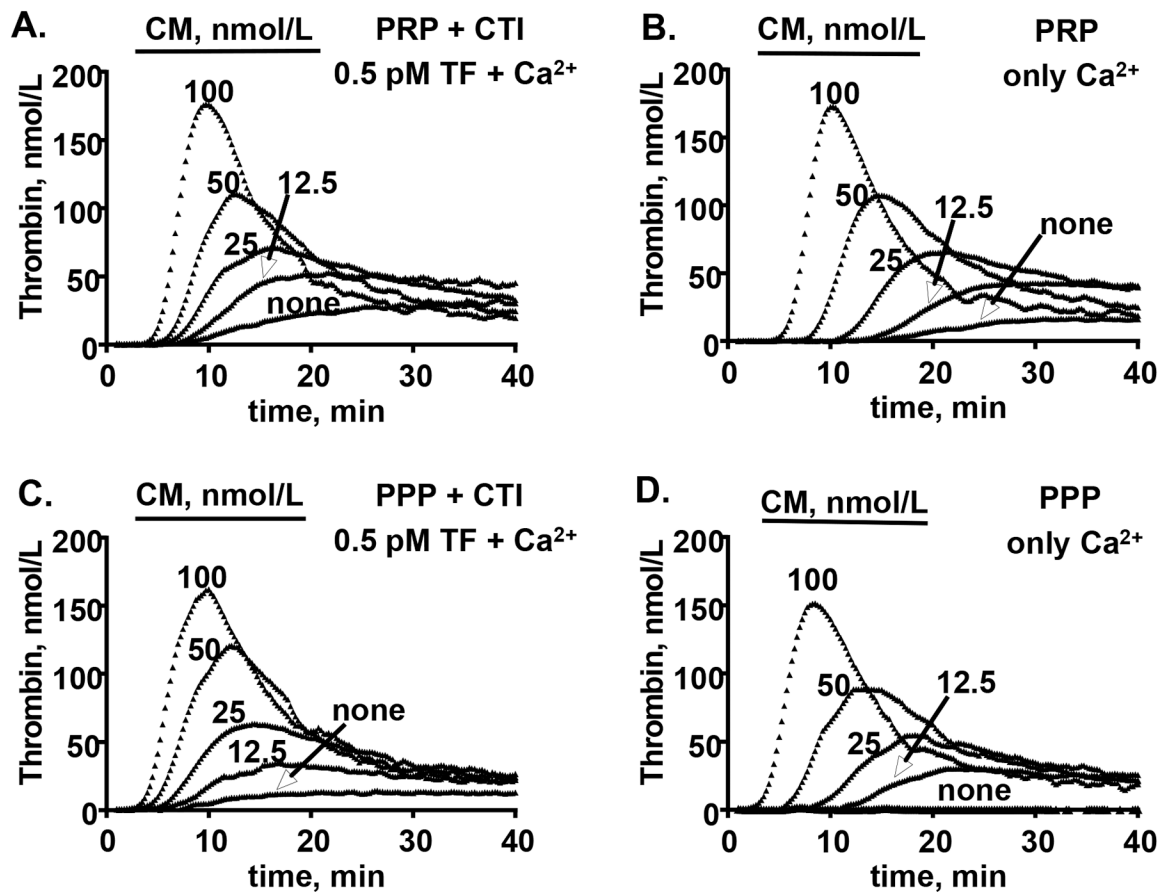 A.
CM, nmol/L
PRP + CTI
0.5 pM TF + Ca²⁺
Thrombin, nmol/L
200
150
100
50
0
100
50
12.5
25
none
0 10 20 30 40
time, min
B.
CM, nmol/L
PRP
only Ca²⁺
Thrombin, nmol/L
200
150
100
50
0
100
50
12.5
none
25
0 10 20 30 40
time, min
C.
CM, nmol/L
PPP + CTI
0.5 pM TF + Ca²⁺
Thrombin, nmol/L
200
150
100
50
0
100
50
25
none
12.5
0 10 20 30 40
time, min
D.
CM, nmol/L
PPP
only Ca²⁺
Thrombin, nmol/L
200
150
100
50
0
100
50
12.5
25
none
0 10 20 30 40
time, min